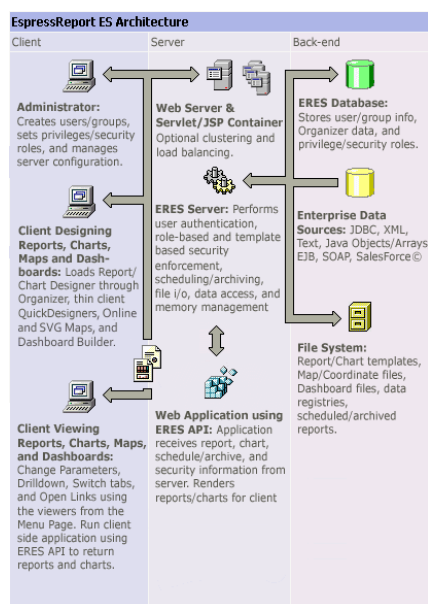 EspressReport ES Architecture
Client
Server
Back-end
Administrator:
Creates users/groups,
sets privileges/security
roles, and manages
server configuration.
Client Designing
Reports, Charts,
Maps and Dash-
boards: Loads Report/
Chart Designer through
Organizer, thin client
QuickDesigners, Online
and SVG Maps, and
Dashboard Builder.
Client Viewing
Reports, Charts, Maps,
and Dashboards:
Change Parameters,
Drilldown, Switch tabs,
and Open Links using
the viewers from the
Menu Page. Run client
side application using
ERES API to return
reports and charts.
Web Server &
Servlet/JSP Container
Optional clustering and
load balancing.
ERES Server: Performs
user authentication,
role-based and template
based security
enforcement,
scheduling/archiving,
file i/o, data access, and
memory management
Web Application using
ERES API: Application
receives report, chart,
schedule/archive, and
security information from
server. Renders
reports/charts for client
ERES Database:
Stores user/group info,
Organizer data, and
privilege/security roles.
Enterprise Data
Sources: JDBC, XML,
Text, Java Objects/Arrays
EJB, SOAP, SalesForce©
File System:
Report/Chart templates,
Map/Coordinate files,
Dashboard files, data
registries,
scheduled/archived
reports.